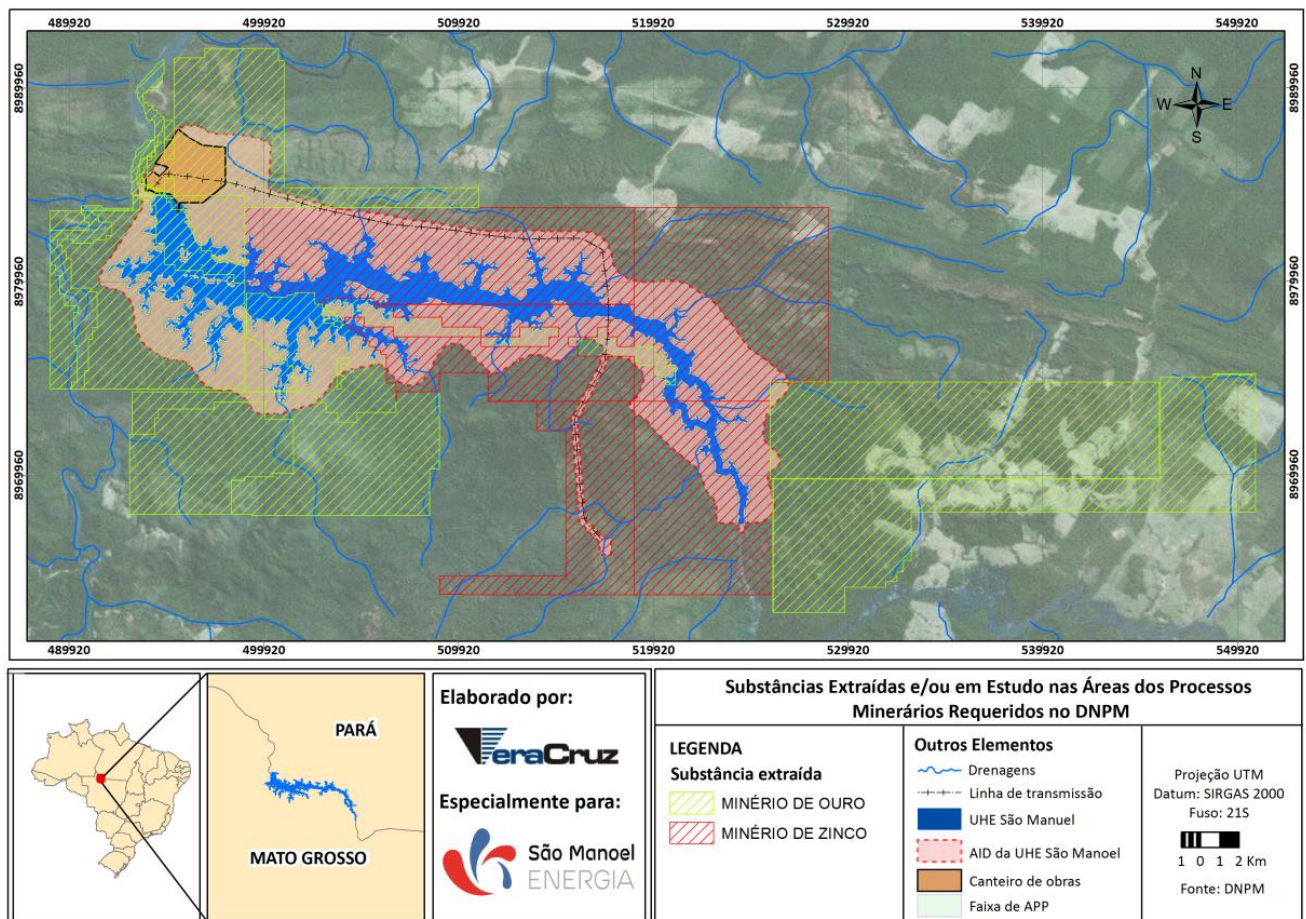 489920 499920 509920 519920 529920 539920 549920
8989960 8989960
N
W E
S
8979960 8979960
8969960 8969960
489920 499920 509920 519920 529920 539920 549920
PARÁ
MATO GROSSO
Elaborado por:
VeraCruz
Especialmente para:
São Manoel
ENERGIA
Substâncias Extraídas e/ou em Estudo nas Áreas dos Processos
Minerários Requeridos no DNPM
LEGENDA
Substância extraída
MINÉRIO DE OURO
MINÉRIO DE ZINCO
Outros Elementos
Drenagens
Linha de transmissão
UHE São Manuel
AID da UHE São Manoel
Canteiro de obras
Faixa de APP
Projeção UTM
Datum: SIRGAS 2000
Fuso: 21S
1 0 1 2 Km
Fonte: DNPM